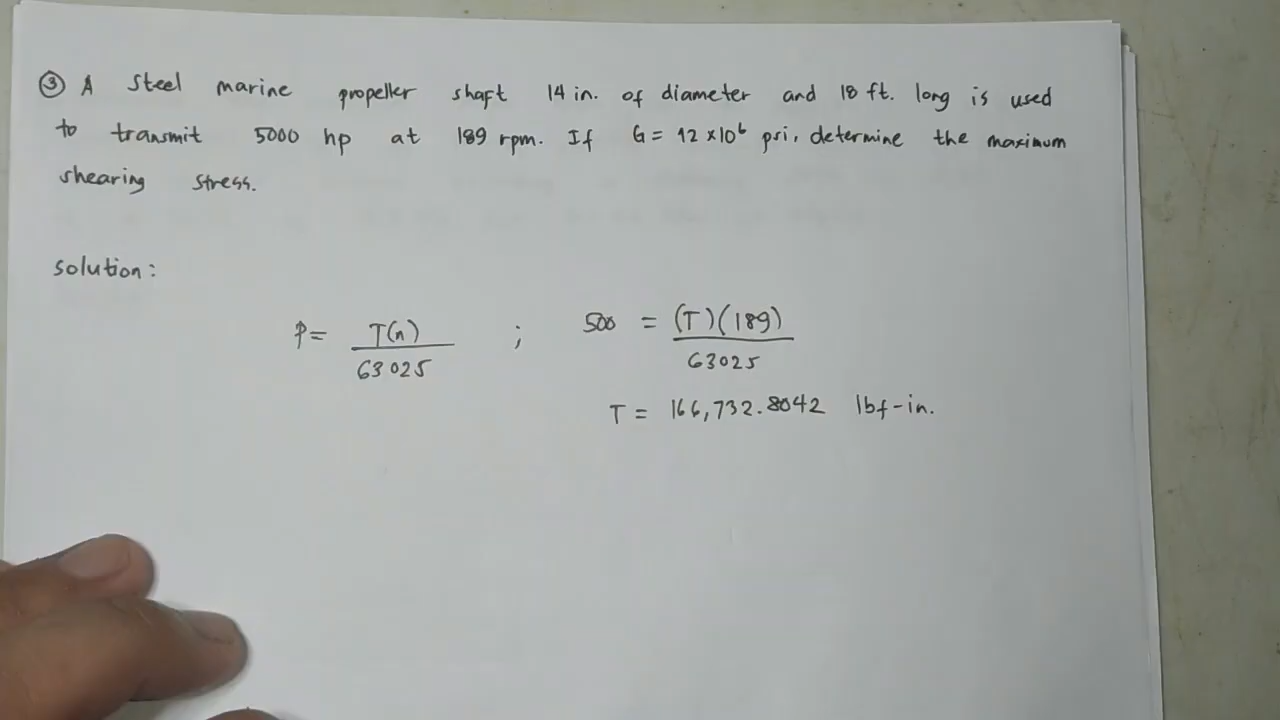 ③ A steel marine propeller shaft 14 in. of diameter and 18 ft. long is used
to transmit 5000 hp at 189 rpm. If G = 12 ×10⁶ psi, determine the maximum
shearing stress.
solution:
P = T(n) / 63025 ; 500 = (T)(189) / 63025
T = 166,732.8042 lbf-in.